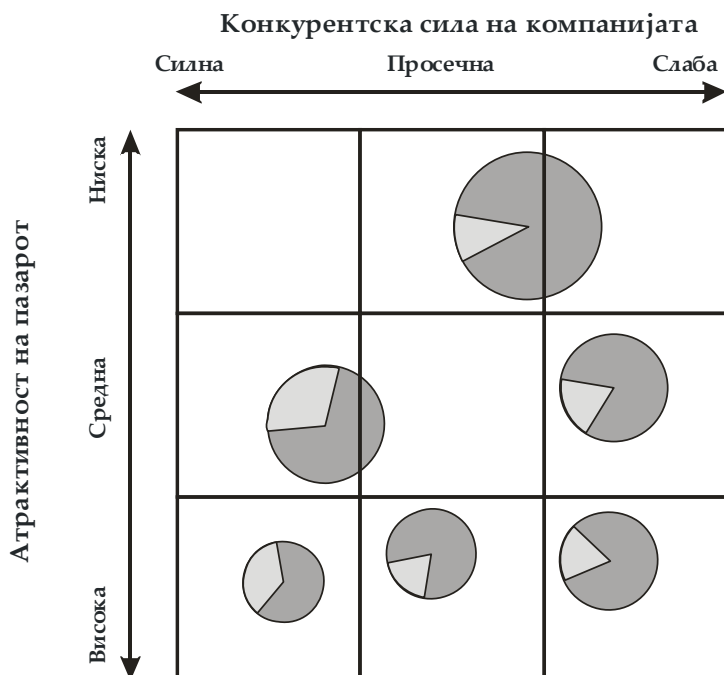 Конкурентска сила на компанијата
Силна Просечна Слаба
Атрактивност на пазарот
Ниска
Средна
Висока